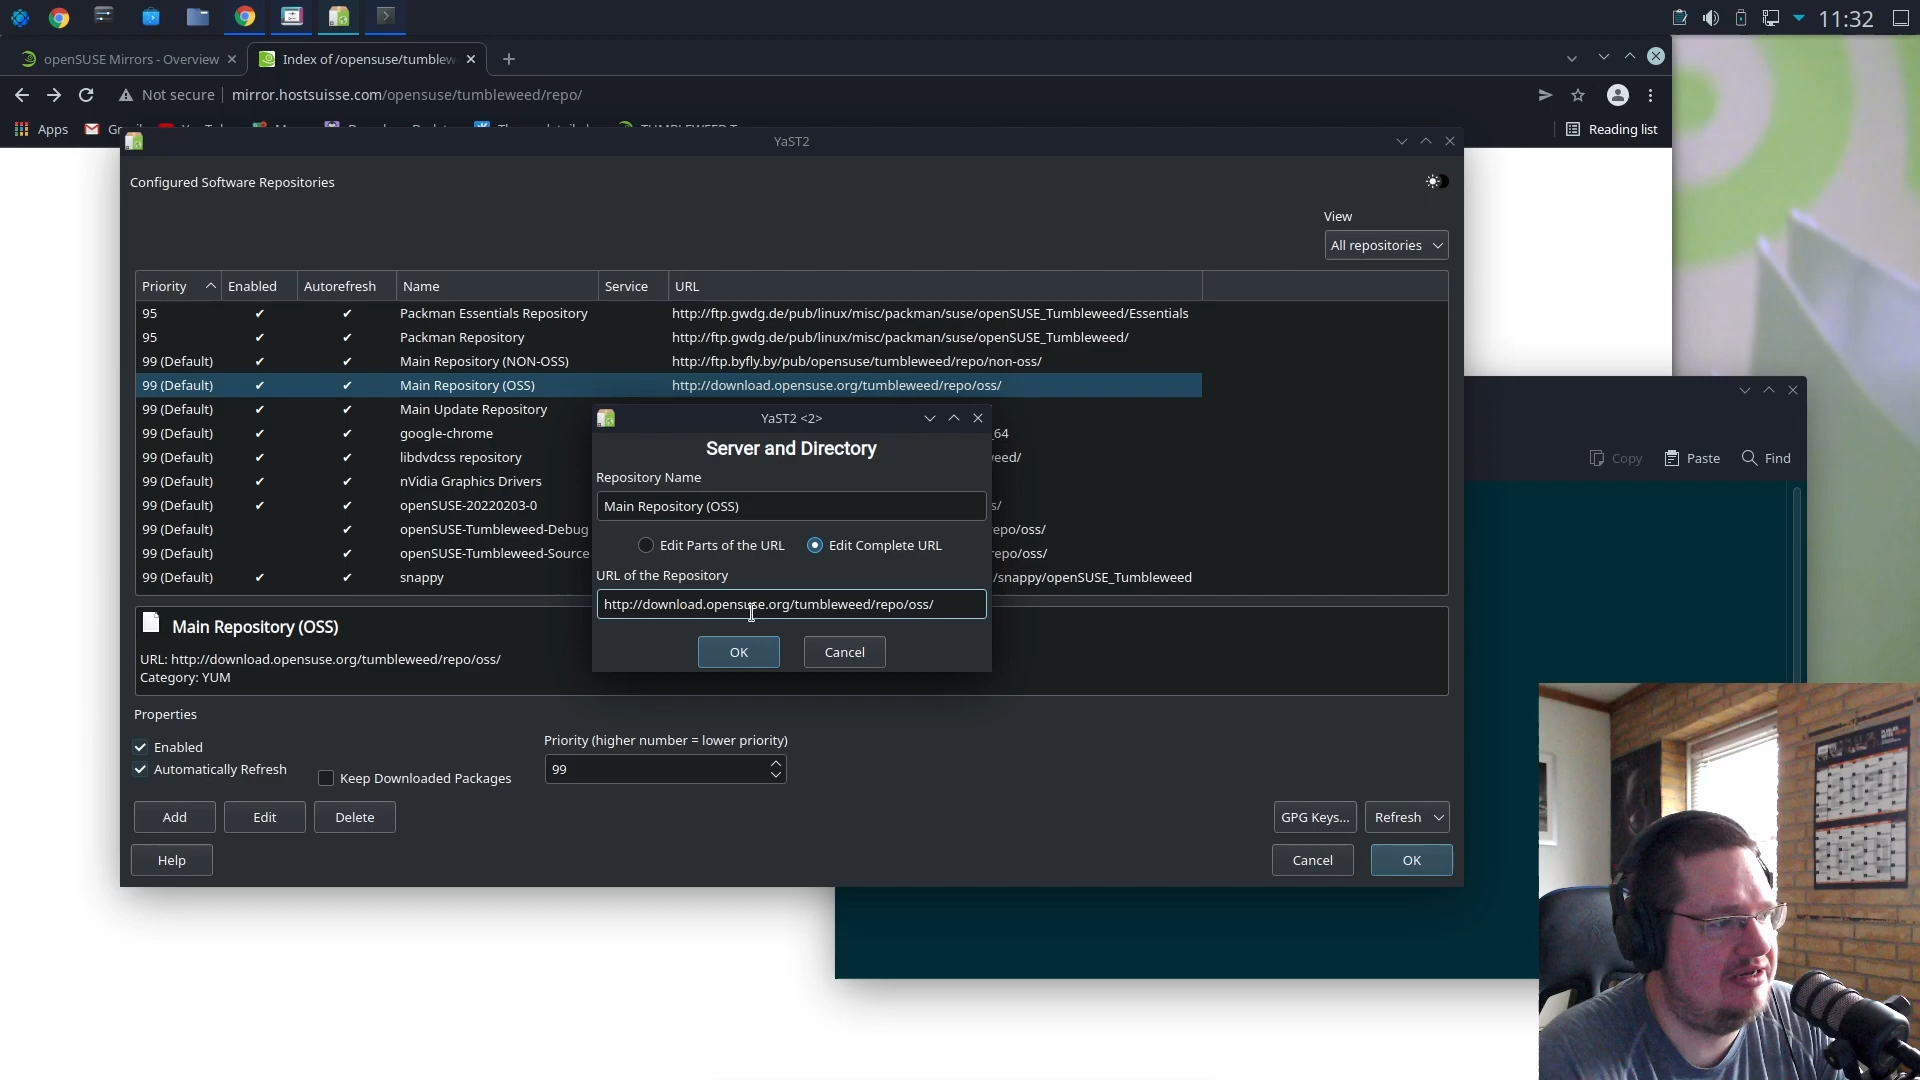 11:32
openSUSE Mirrors - Overview
Index of /opensuse/tumblew
Not secure
mirror.hostsuisse.com/opensuse/tumbleweed/repo/
Apps
Reading list
YaST2
Configured Software Repositories
View
All repositories
Priority Enabled Autorefresh Name Service URL
95 ✔ ✔ Packman Essentials Repository http://ftp.gwdg.de/pub/linux/misc/packman/suse/openSUSE_Tumbleweed/Essentials
95 ✔ ✔ Packman Repository http://ftp.gwdg.de/pub/linux/misc/packman/suse/openSUSE_Tumbleweed/
99 (Default) ✔ ✔ Main Repository (NON-OSS) http://ftp.byfly.by/pub/opensuse/tumbleweed/repo/non-oss/
99 (Default) ✔ ✔ Main Repository (OSS) http://download.opensuse.org/tumbleweed/repo/oss/
99 (Default) ✔ ✔ Main Update Repository
99 (Default) ✔ ✔ google-chrome _64
99 (Default) ✔ ✔ libdvdcss repository eed/
99 (Default) ✔ ✔ nVidia Graphics Drivers
99 (Default) ✔ ✔ openSUSE-20220203-0 s/
99 (Default) ✔ openSUSE-Tumbleweed-Debug epo/oss/
99 (Default) ✔ openSUSE-Tumbleweed-Source repo/oss/
99 (Default) ✔ ✔ snappy /snappy/openSUSE_Tumbleweed
YaST2 <2>
Server and Directory
Repository Name
Main Repository (OSS)
Edit Parts of the URL Edit Complete URL
URL of the Repository
http://download.opensuse.org/tumbleweed/repo/oss/
OK Cancel
Copy Paste Find
Main Repository (OSS)
URL: http://download.opensuse.org/tumbleweed/repo/oss/
Category: YUM
Properties
Enabled
Automatically Refresh
Keep Downloaded Packages
Priority (higher number = lower priority)
99
Add Edit Delete
GPG Keys... Refresh
Help
Cancel OK